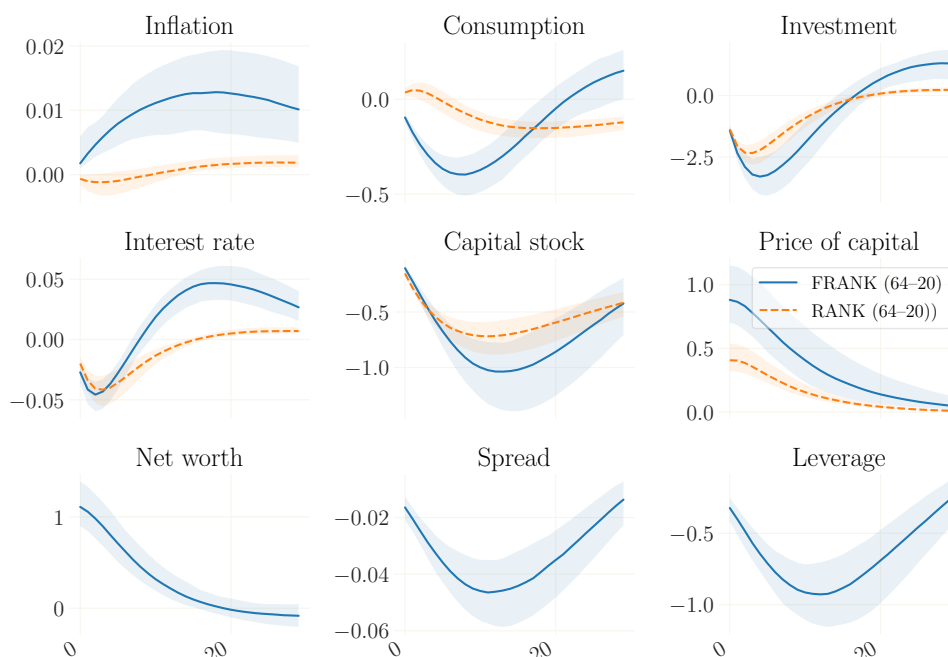 Inflation
0.02
0.01
0.00
Consumption
0.0
−0.5
Investment
0.0
−2.5
Interest rate
0.05
0.00
−0.05
Capital stock
−0.5
−1.0
Price of capital
1.0
0.5
0.0
FRANK (64–20)
RANK (64–20))
Net worth
1
0
0
20
Spread
−0.02
−0.04
−0.06
0
20
Leverage
−0.5
−1.0
0
20